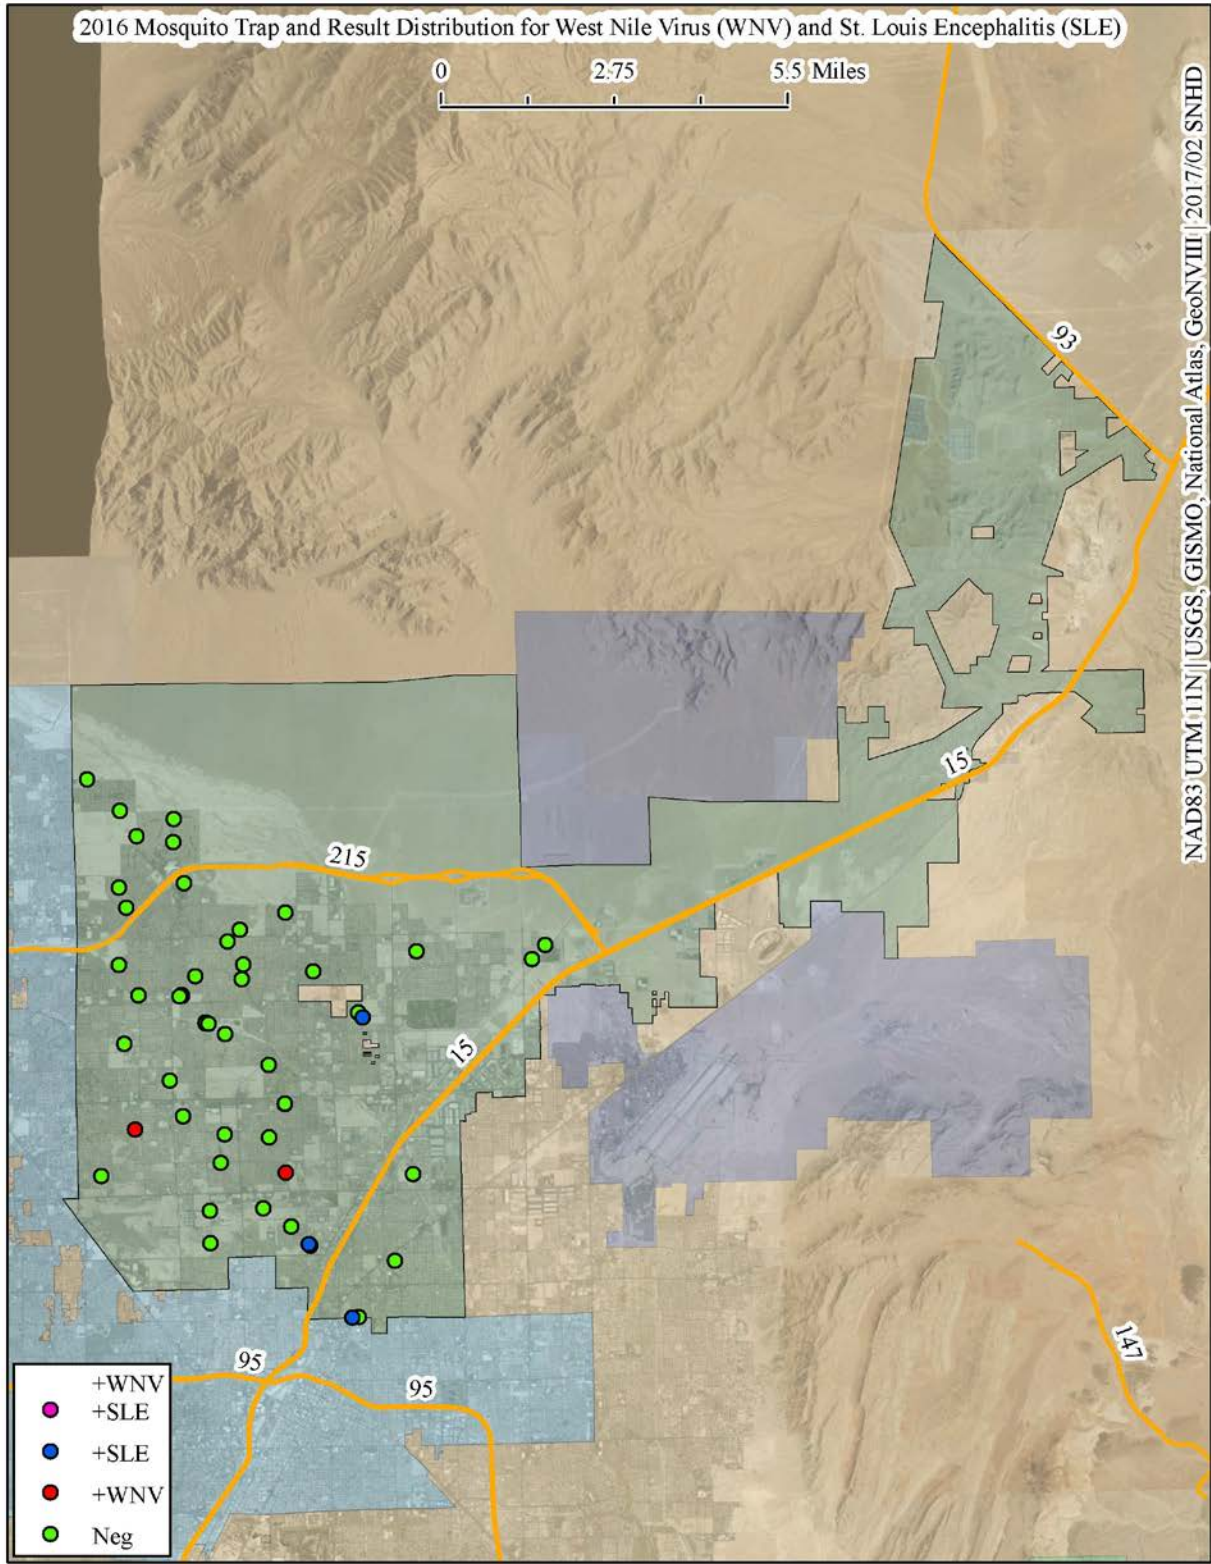 2016 Mosquito Trap and Result Distribution for West Nile Virus (WNV) and St. Louis Encephalitis (SLE)
0 2.75 5.5 Miles
NAD83 UTM 11N | USGS, GISMO, National Atlas, GeoNVIII | 2017/02 SNHD
93
15
215
15
147
95
95
+WNV
+SLE
+SLE
+WNV
Neg